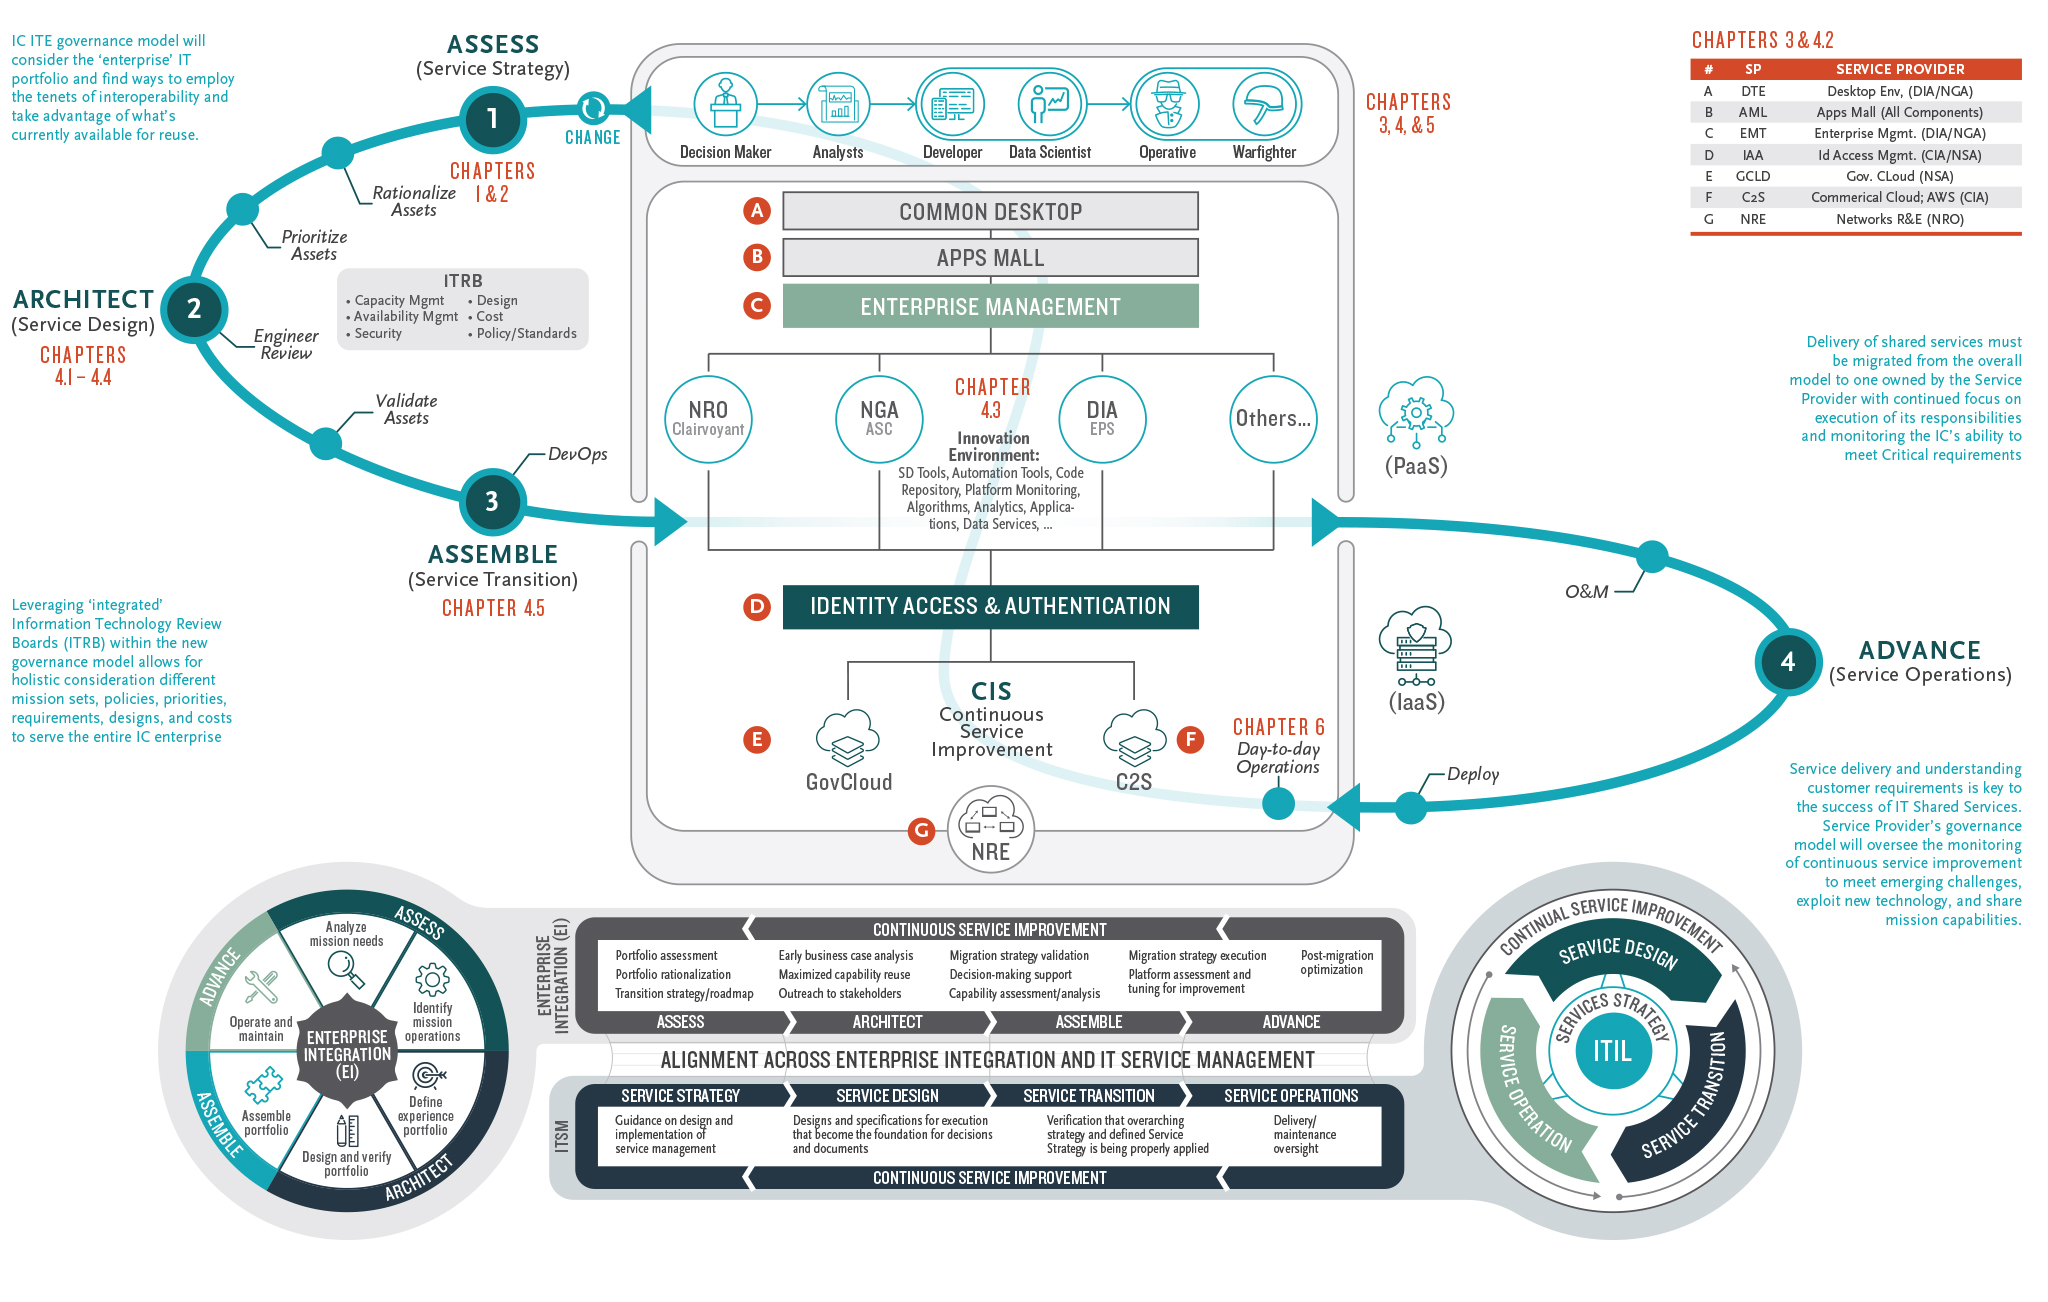 IC ITE governance model will
consider the ‘enterprise’ IT
portfolio and find ways to employ
the tenets of interoperability and
take advantage of what’s
currently available for reuse.
ASSESS
(Service Strategy)
1
CHAPTERS
1 & 2
CHANGE
Rationalize
Assets
Prioritize
Assets
ARCHITECT
(Service Design)
2
CHAPTERS
4.1 – 4.4
ITRB
• Capacity Mgmt
• Availability Mgmt
• Security
• Design
• Cost
• Policy/Standards
Engineer
Review
Validate
Assets
DevOps
3
ASSEMBLE
(Service Transition)
CHAPTER 4.5
Leveraging ‘integrated’
Information Technology Review
Boards (ITRB) within the new
governance model allows for
holistic consideration different
mission sets, policies, priorities,
requirements, designs, and costs
to serve the entire IC enterprise
Decision Maker
Analysts
Developer
Data Scientist
Operative
Warfighter
CHAPTERS
3, 4, & 5
A
COMMON DESKTOP
B
APPS MALL
C
ENTERPRISE MANAGEMENT
NRO
Clairvoyant
NGA
ASC
CHAPTER
4.3
Innovation
Environment:
SD Tools, Automation Tools, Code
Repository, Platform Monitoring,
Algorithms, Analytics, Applica-
tions, Data Services, ...
DIA
EPS
Others...
D
IDENTITY ACCESS & AUTHENTICATION
CIS
Continuous
Service
Improvement
E
GovCloud
C2S
F
CHAPTER 6
Day-to-day
Operations
G
NRE
CHAPTERS 3 & 4.2
# SP SERVICE PROVIDER
A DTE Desktop Env, (DIA/NGA)
B AML Apps Mall (All Components)
C EMT Enterprise Mgmt. (DIA/NGA)
D IAA Id Access Mgmt. (CIA/NSA)
E GCLD Gov. CLoud (NSA)
F C2S Commerical Cloud; AWS (CIA)
G NRE Networks R&E (NRO)
Delivery of shared services must
be migrated from the overall
model to one owned by the Service
Provider with continued focus on
execution of its responsibilities
and monitoring the IC’s ability to
meet Critical requirements
(PaaS)
(IaaS)
O&M
4
ADVANCE
(Service Operations)
Deploy
Service delivery and understanding
customer requirements is key to
the success of IT Shared Services.
Service Provider’s governance
model will oversee the monitoring
of continuous service improvement
to meet emerging challenges,
exploit new technology, and share
mission capabilities.
ASSESS
ADVANCE
ASSEMBLE
ARCHITECT
Analyze
mission needs
Identify
mission
operations
Define
experience
portfolio
Design and verify
portfolio
Assemble
portfolio
Operate and
maintain
ENTERPRISE
INTEGRATION
(EI)
ENTERPRISE
INTEGRATION (EI)
CONTINUOUS SERVICE IMPROVEMENT
Portfolio assessment
Portfolio rationalization
Transition strategy/roadmap
Early business case analysis
Maximized capability reuse
Outreach to stakeholders
Migration strategy validation
Decision-making support
Capability assessment/analysis
Migration strategy execution
Platform assessment and
tuning for improvement
Post-migration
optimization
ASSESS
ARCHITECT
ASSEMBLE
ADVANCE
ALIGNMENT ACROSS ENTERPRISE INTEGRATION AND IT SERVICE MANAGEMENT
ITSM
SERVICE STRATEGY
SERVICE DESIGN
SERVICE TRANSITION
SERVICE OPERATIONS
Guidance on design and
implementation of
service management
Designs and specifications for execution
that become the foundation for decisions
and documents
Verification that overarching
strategy and defined Service
Strategy is being properly applied
Delivery/
maintenance
oversight
CONTINUOUS SERVICE IMPROVEMENT
CONTINUAL SERVICE IMPROVEMENT
SERVICE DESIGN
SERVICES STRATEGY
ITIL
SERVICE OPERATION
SERVICE TRANSITION